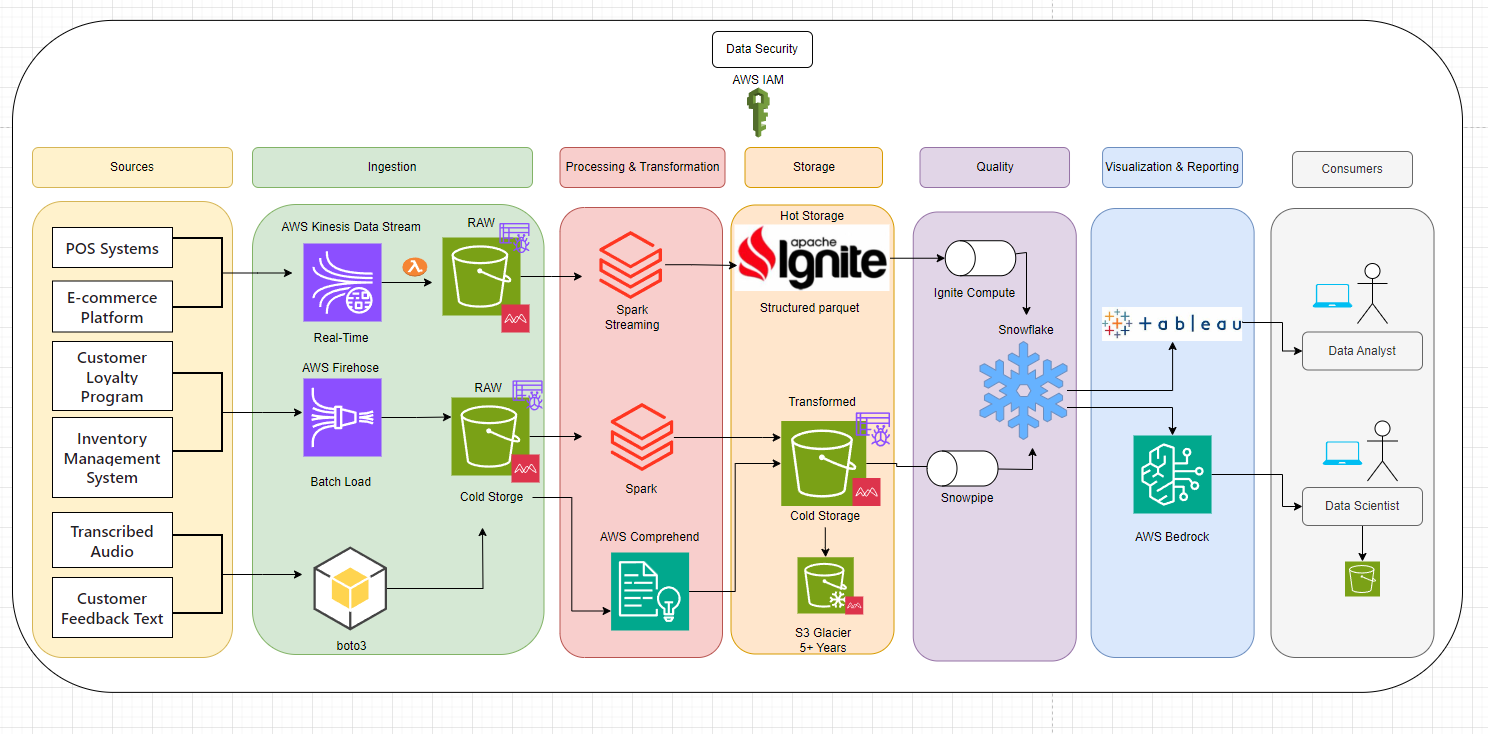 Data Security
AWS IAM
Sources
Ingestion
Processing & Transformation
Storage
Quality
Visualization & Reporting
Consumers
POS Systems
E-commerce
Platform
Customer
Loyalty
Program
Inventory
Management
System
Transcribed
Audio
Customer
Feedback Text
AWS Kinesis Data Stream
RAW
Real-Time
AWS Firehose
RAW
Batch Load
Cold Storge
boto3
Spark
Streaming
Spark
AWS Comprehend
Hot Storage
apache
Ignite
Structured parquet
Transformed
Cold Storage
S3 Glacier
5+ Years
Ignite Compute
Snowflake
Snowpipe
+ableau
AWS Bedrock
Data Analyst
Data Scientist